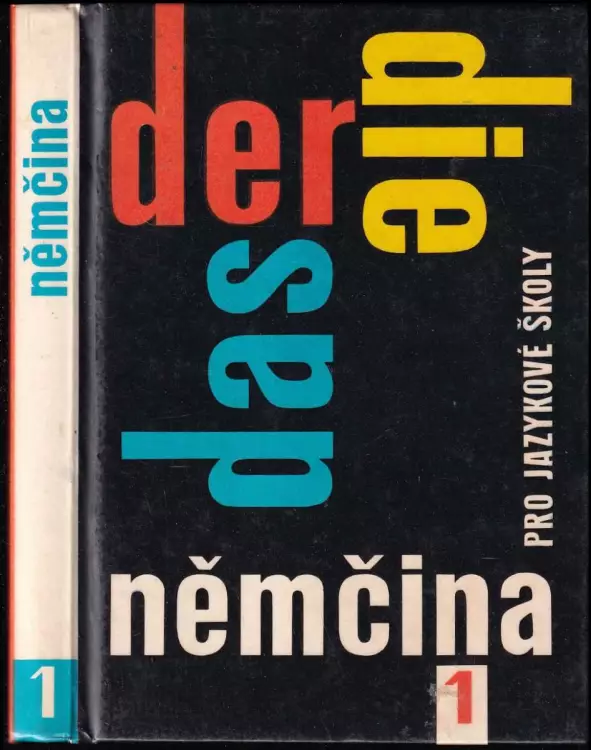 němčina
1
der
die
das
PRO JAZYKOVÉ ŠKOLY
němčina
1